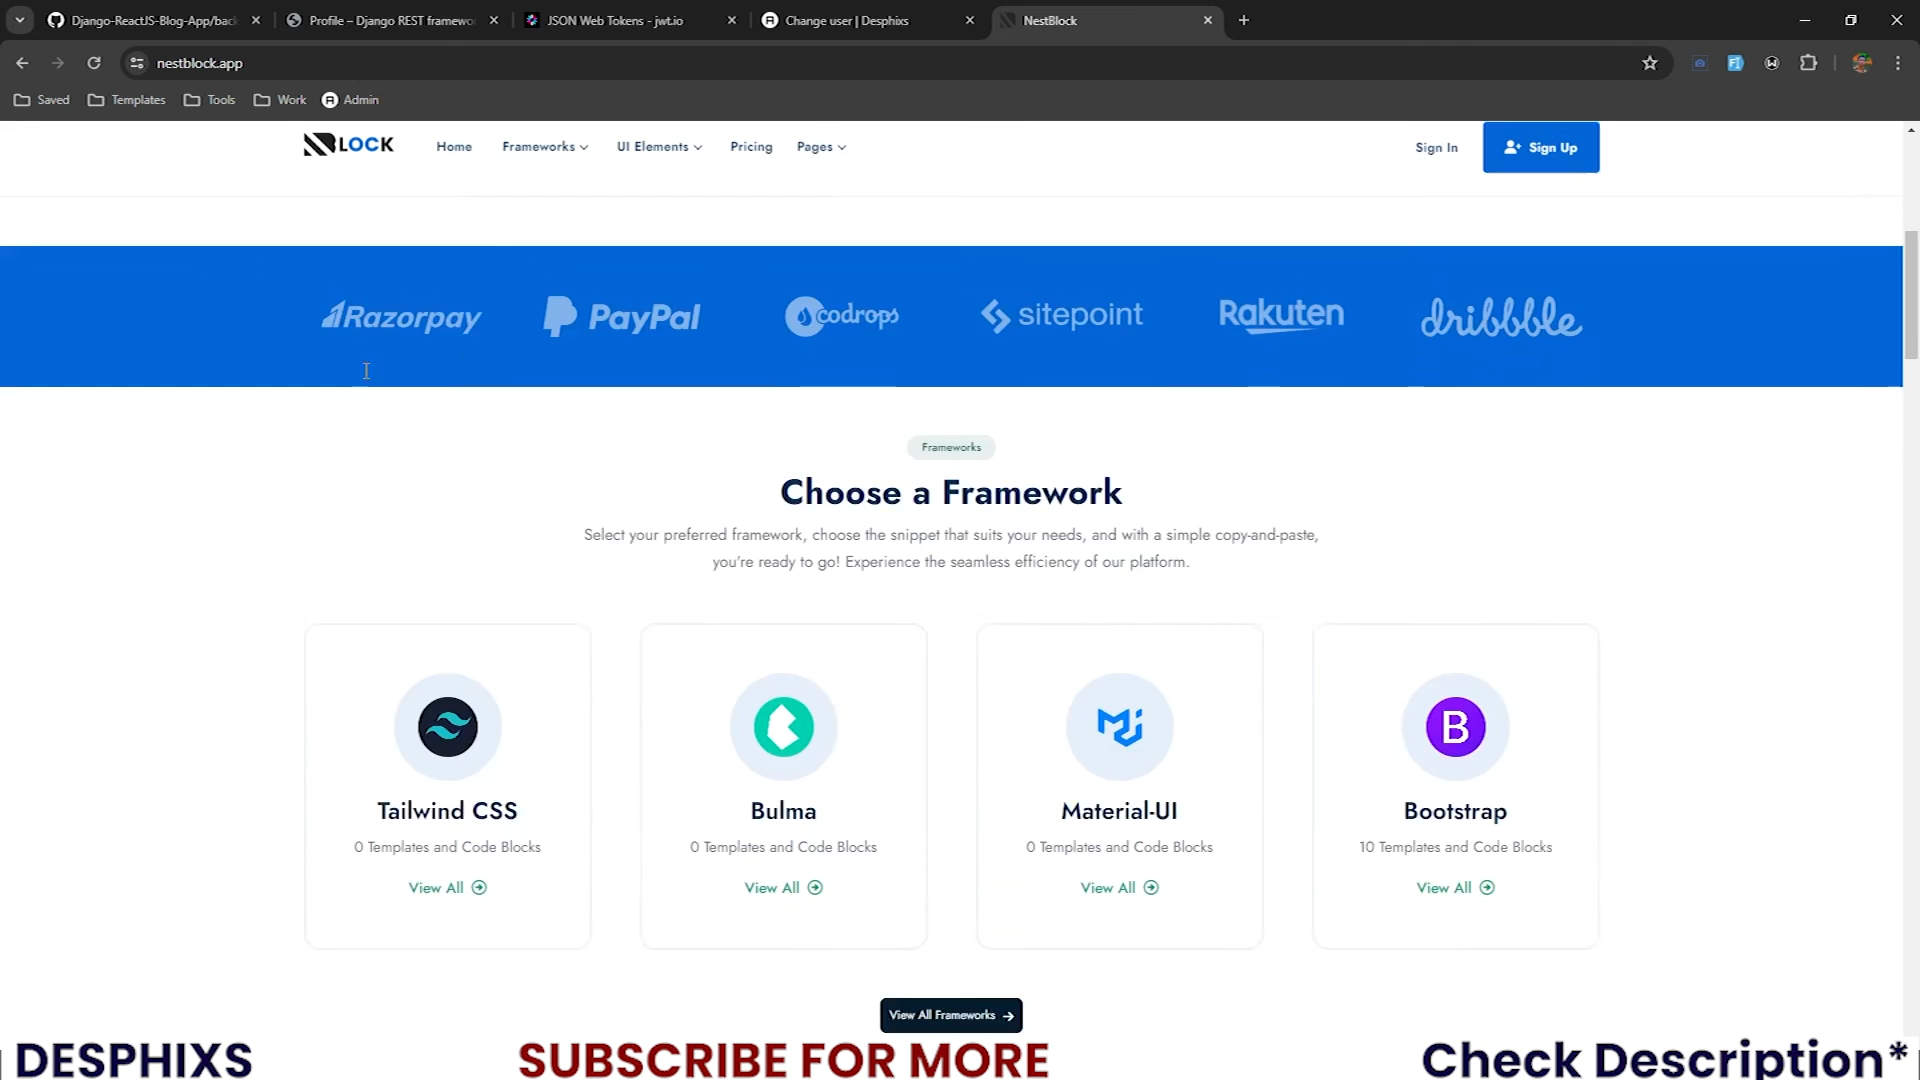 Django-ReactJS-Blog-App/back
Profile – Django REST framewo
JSON Web Tokens - jwt.io
Change user | Desphixs
NestBlock
nestblock.app
Saved
Templates
Tools
Work
Admin
LOCK
Home
Frameworks
UI Elements
Pricing
Pages
Sign In
Sign Up
Razorpay
PayPal
codrops
sitepoint
Rakuten
dribbble
Frameworks
Choose a Framework
Select your preferred framework, choose the snippet that suits your needs, and with a simple copy-and-paste,
you're ready to go! Experience the seamless efficiency of our platform.
Tailwind CSS
0 Templates and Code Blocks
View All
Bulma
0 Templates and Code Blocks
View All
Material-UI
0 Templates and Code Blocks
View All
Bootstrap
10 Templates and Code Blocks
View All
View All Frameworks
DESPHIXS
SUBSCRIBE FOR MORE
Check Description*